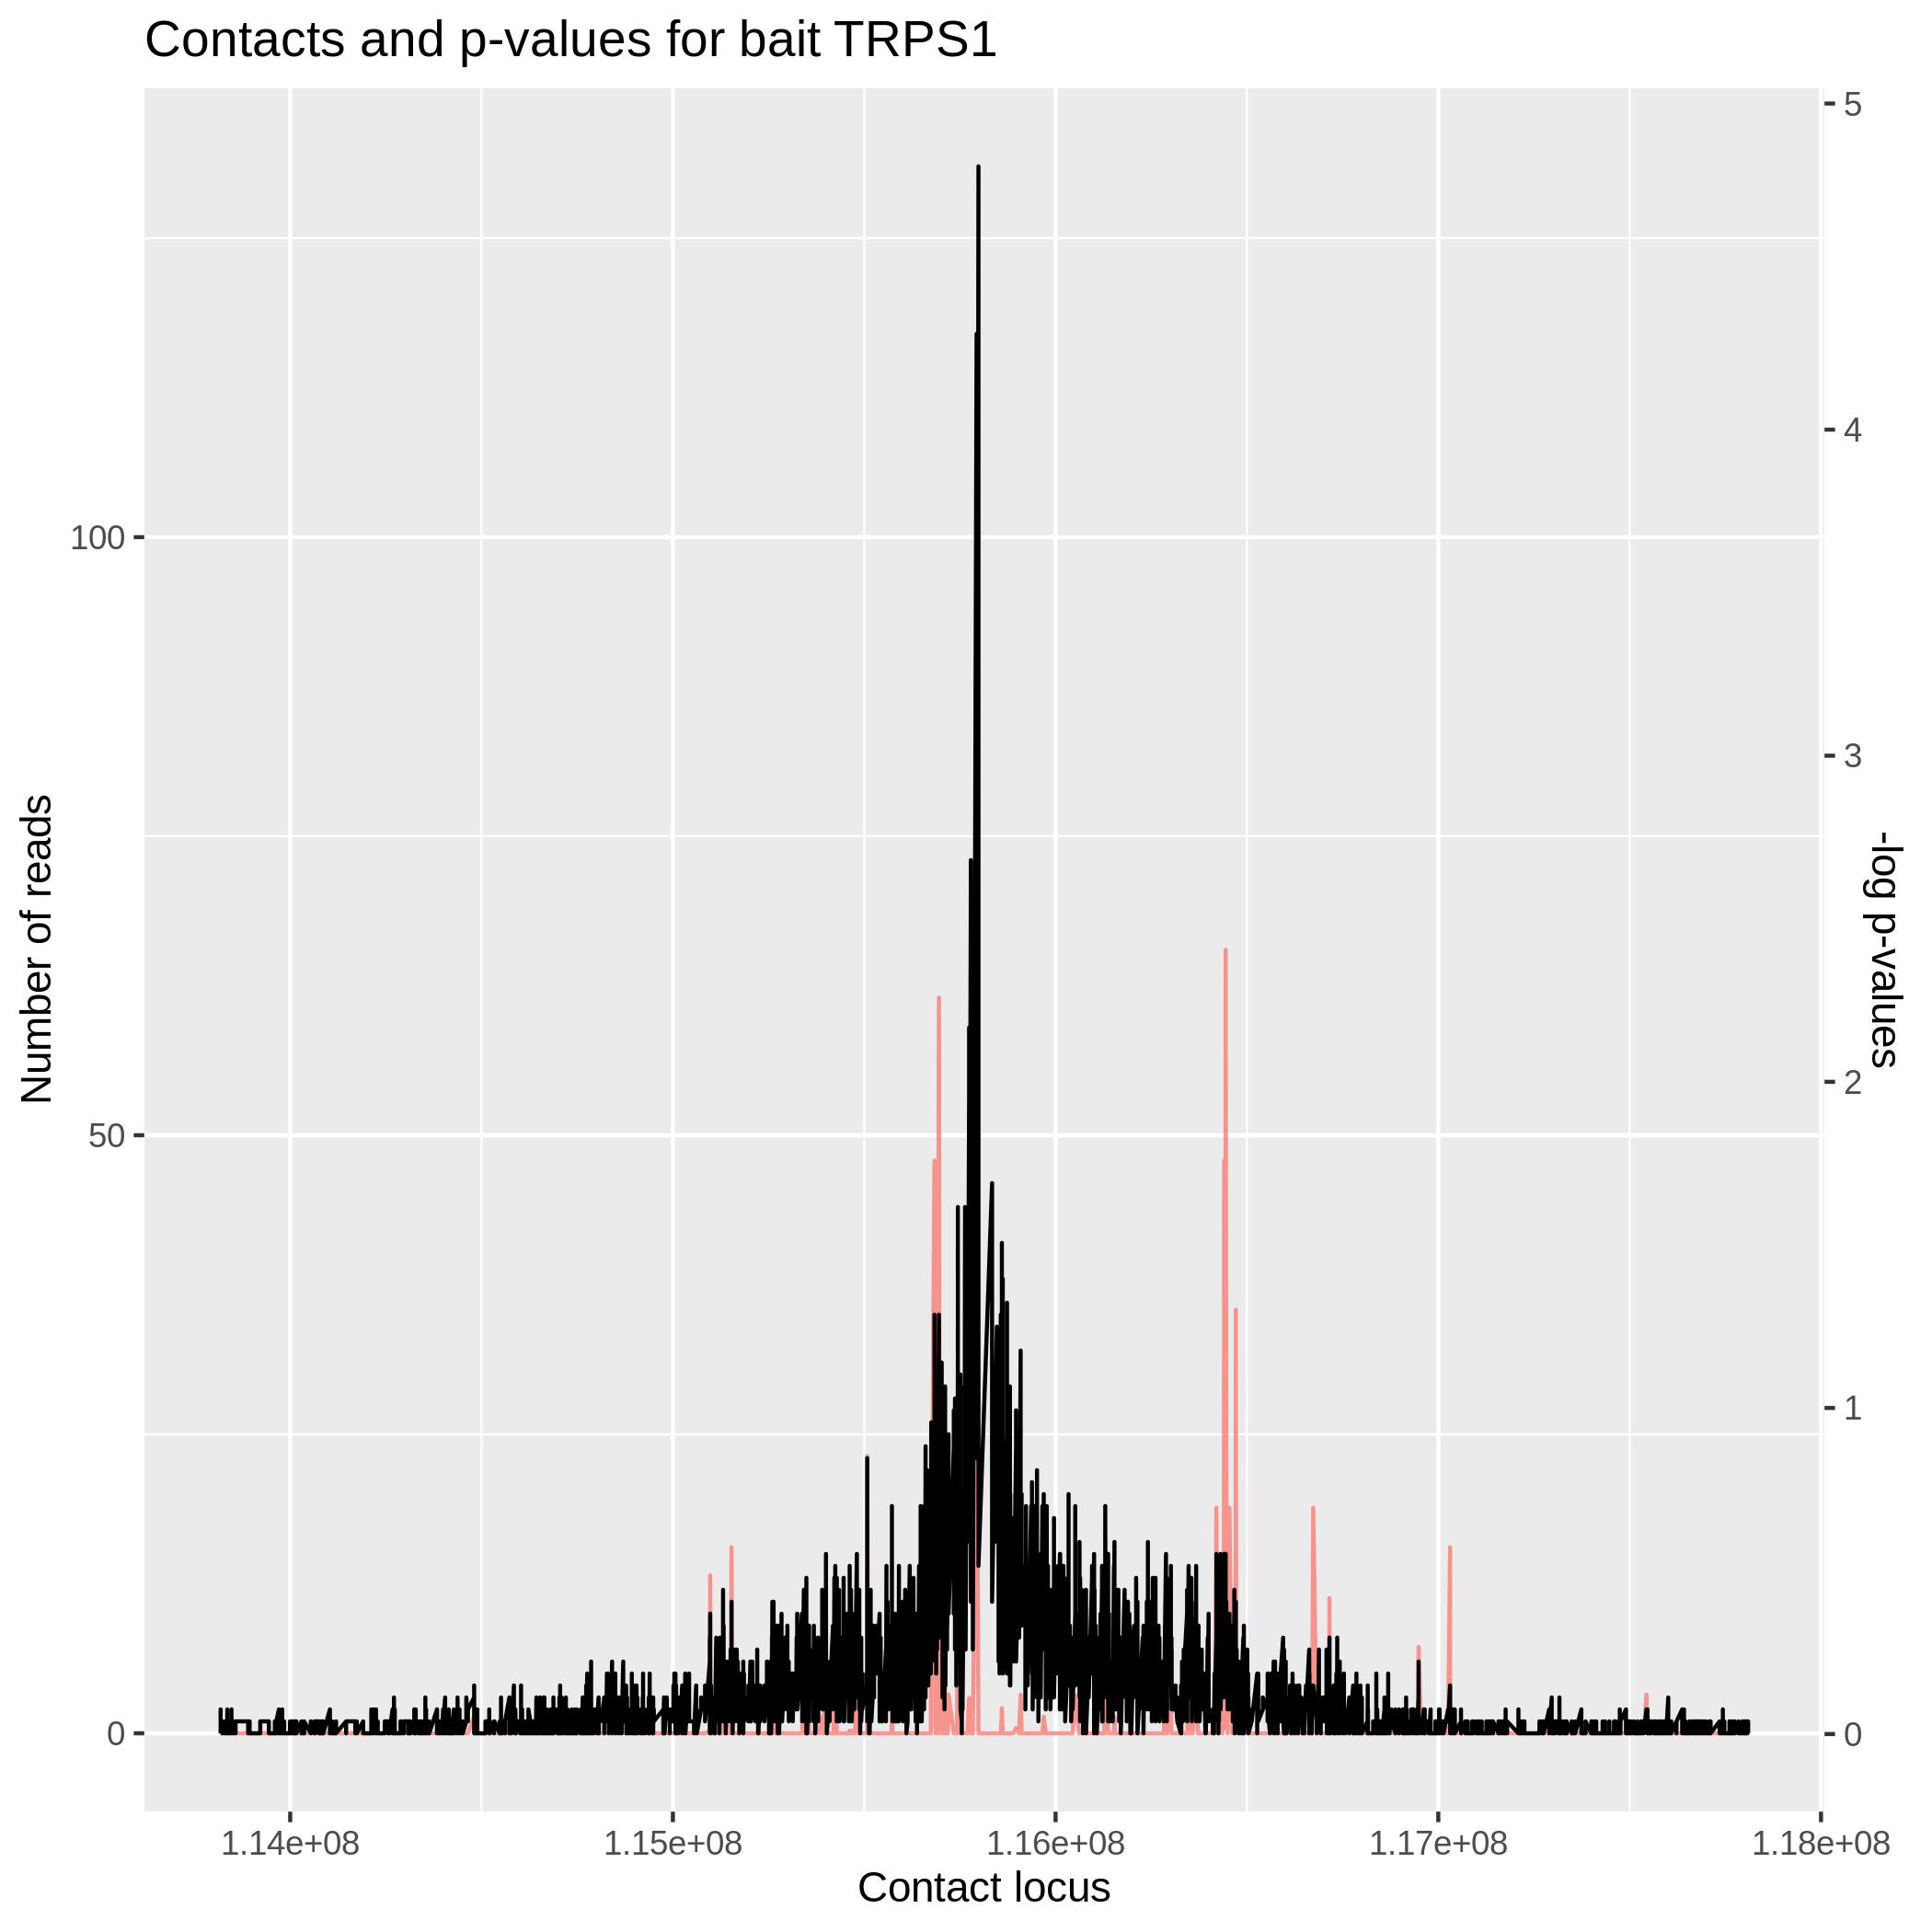 Contacts and p-values for bait TRPS1
Number of reads
100
50
0
5
4
3
2
1
0
-log p-values
1.14e+08
1.15e+08
1.16e+08
1.17e+08
1.18e+08
Contact locus